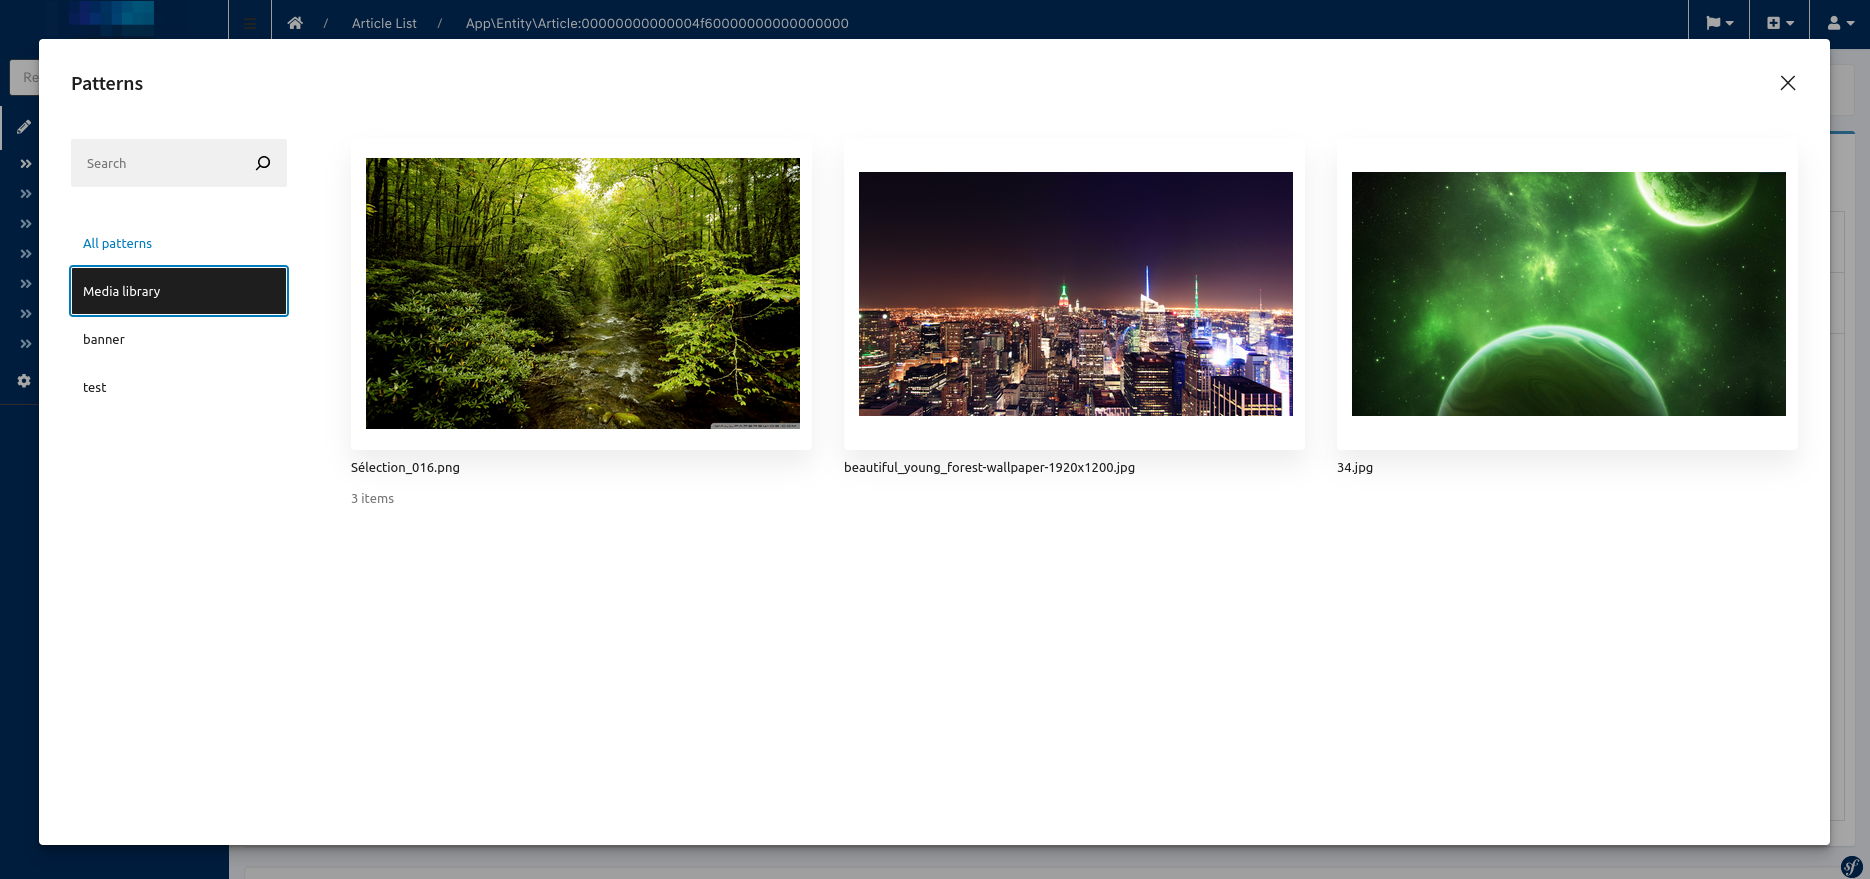 / Article List / App\Entity\Article:00000000000004f60000000000000000
Re
Patterns
Search
All patterns
Media library
banner
test
Sélection_016.png
beautiful_young_forest-wallpaper-1920x1200.jpg
34.jpg
3 items
sf